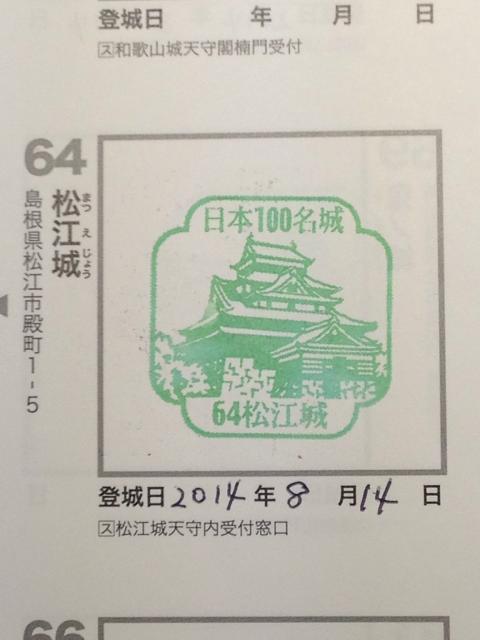 登城日 年 月 日
ス和歌山城天守閣楠門受付
64
松江城
まつえじょう
島根県松江市殿町1-5
日本100名城
64松江城
登城日 2014年8月14日
ス松江城天守内受付窓口
66